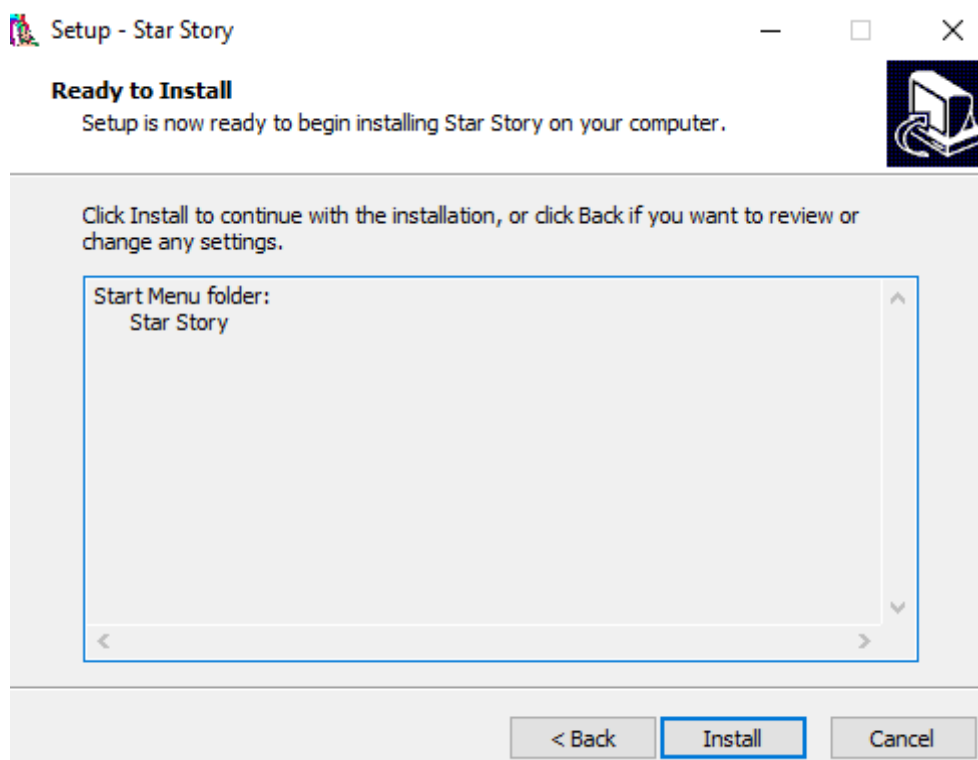 Setup - Star Story
Ready to Install
Setup is now ready to begin installing Star Story on your computer.
Click Install to continue with the installation, or click Back if you want to review or
change any settings.
Start Menu folder:
Star Story
< Back
Install
Cancel